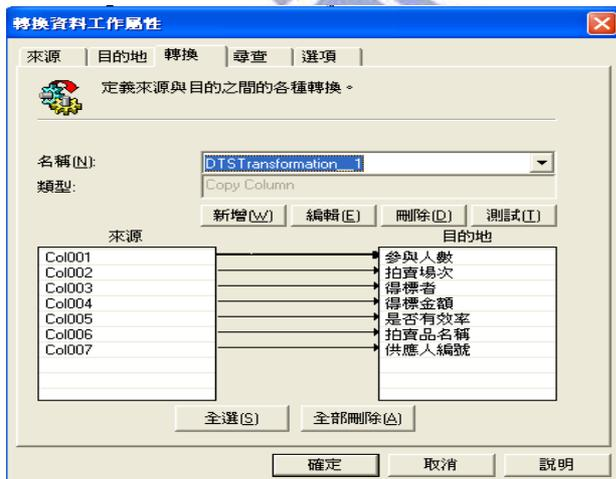 轉換資料工作屬性
來源 目的地 轉換 尋查 選項
定義來源與目的之間的各種轉換。
名稱(N): DTSTransformation__1
類型: Copy Column
新增(W) 編輯(E) 刪除(D) 測試(T)
來源 目的地
Col001 參與人數
Col002 拍賣場次
Col003 得標者
Col004 得標金額
Col005 是否有效率
Col006 拍賣品名稱
Col007 供應人編號
全選(S) 全部刪除(A)
確定 取消 說明